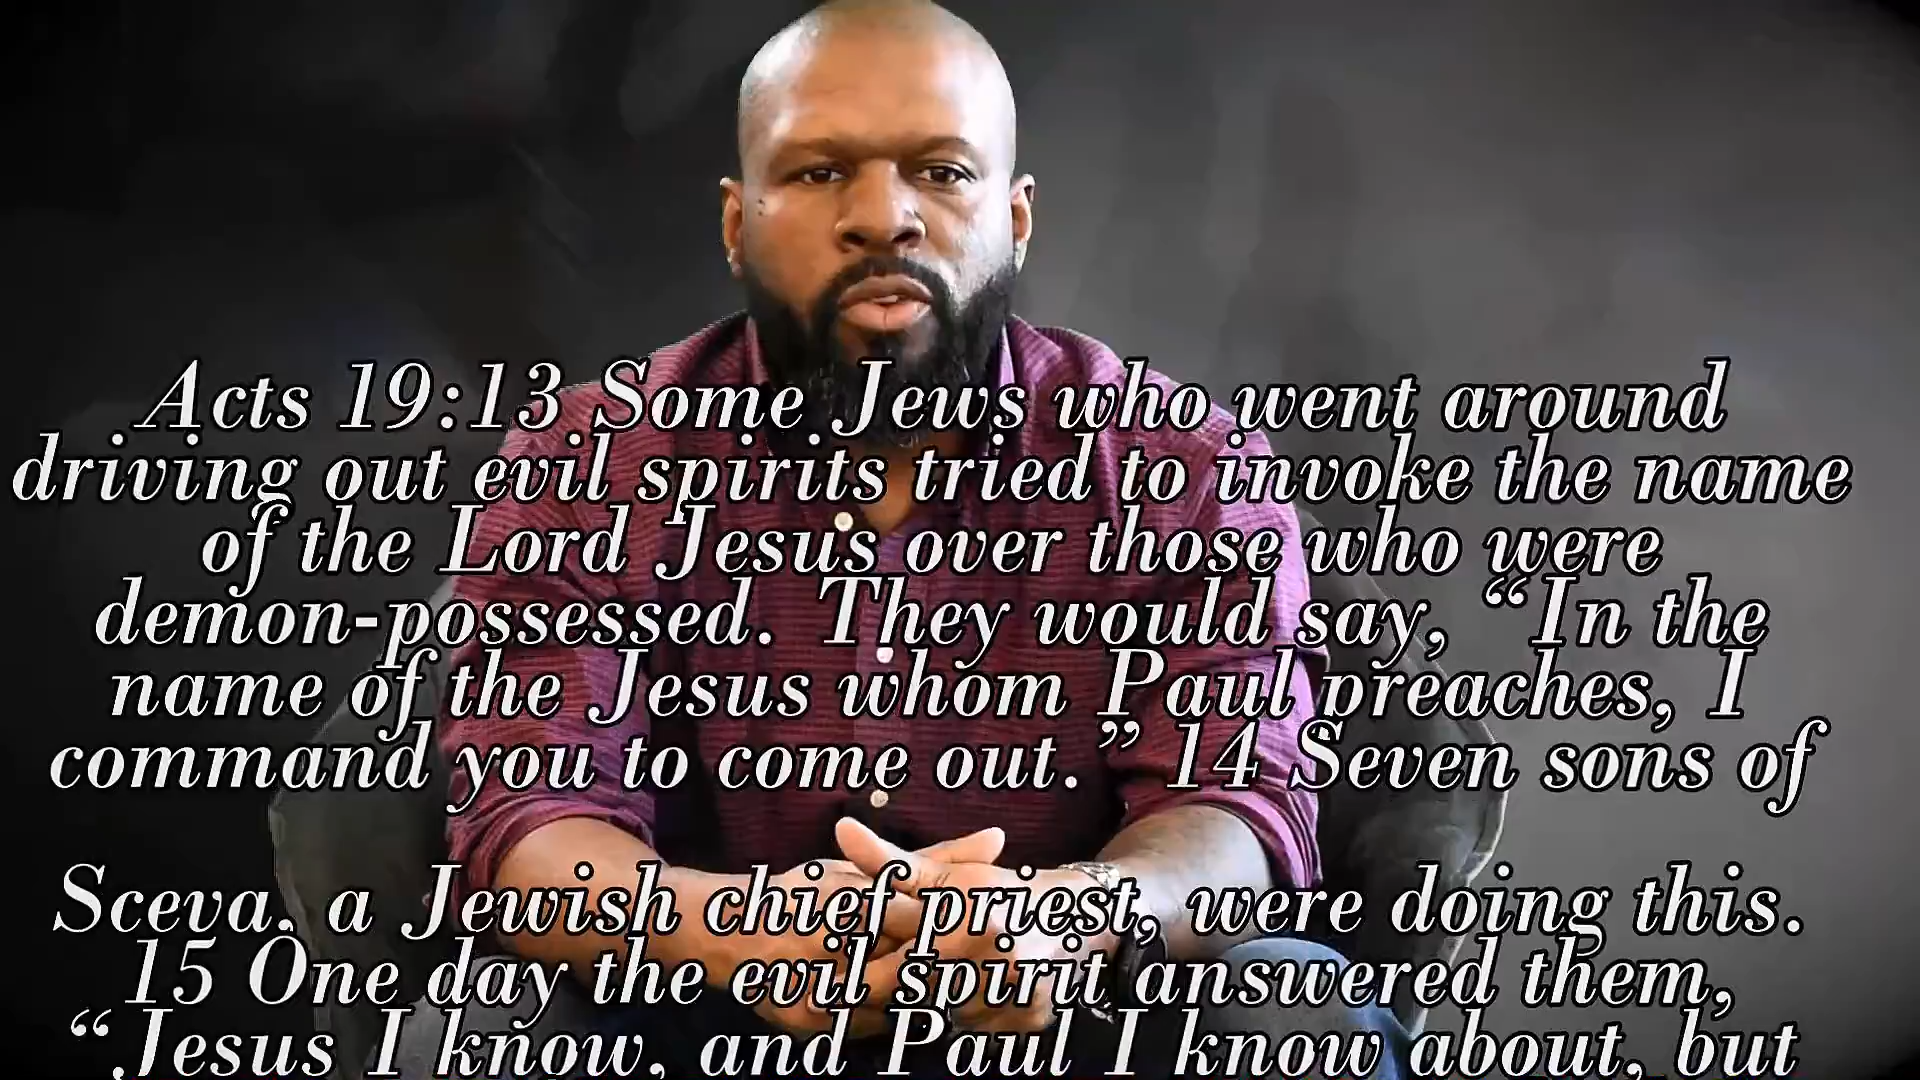 Acts 19:13 Some Jews who went around
driving out evil spirits tried to invoke the name
of the Lord Jesus over those who were
demon-possessed. They would say, “In the
name of the Jesus whom Paul preaches, I
command you to come out.” 14 Seven sons of
Sceva, a Jewish chief priest, were doing this.
15 One day the evil spirit answered them,
“Jesus I know, and Paul I know about, but